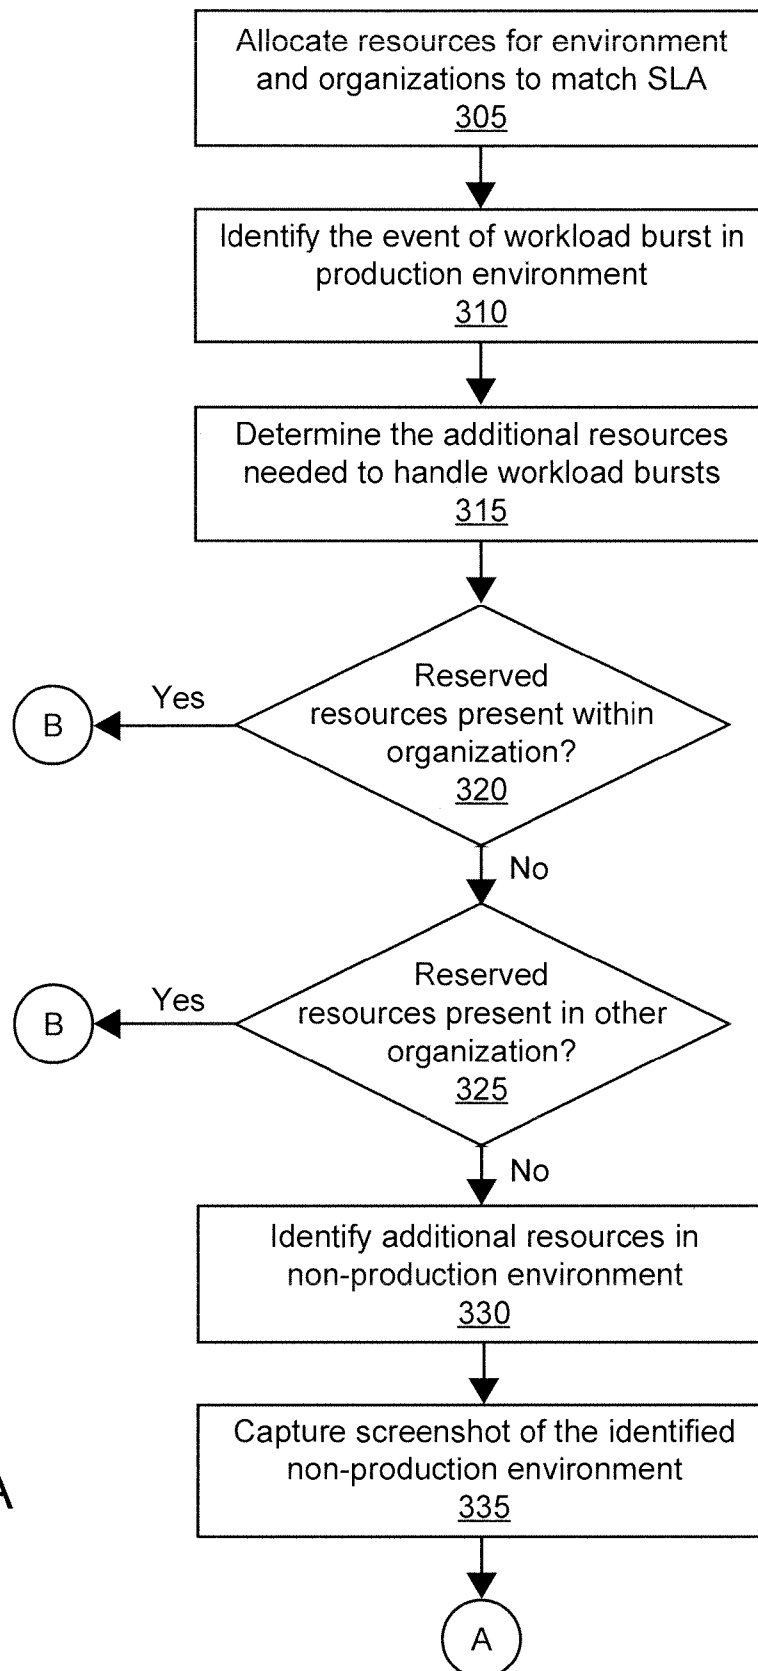 Allocate resources for environment
and organizations to match SLA
305
Identify the event of workload burst in
production environment
310
Determine the additional resources
needed to handle workload bursts
315
Reserved
resources present within
organization?
320
Yes
B
No
Reserved
resources present in other
organization?
325
Yes
B
No
Identify additional resources in
non-production environment
330
Capture screenshot of the identified
non-production environment
335
A
A